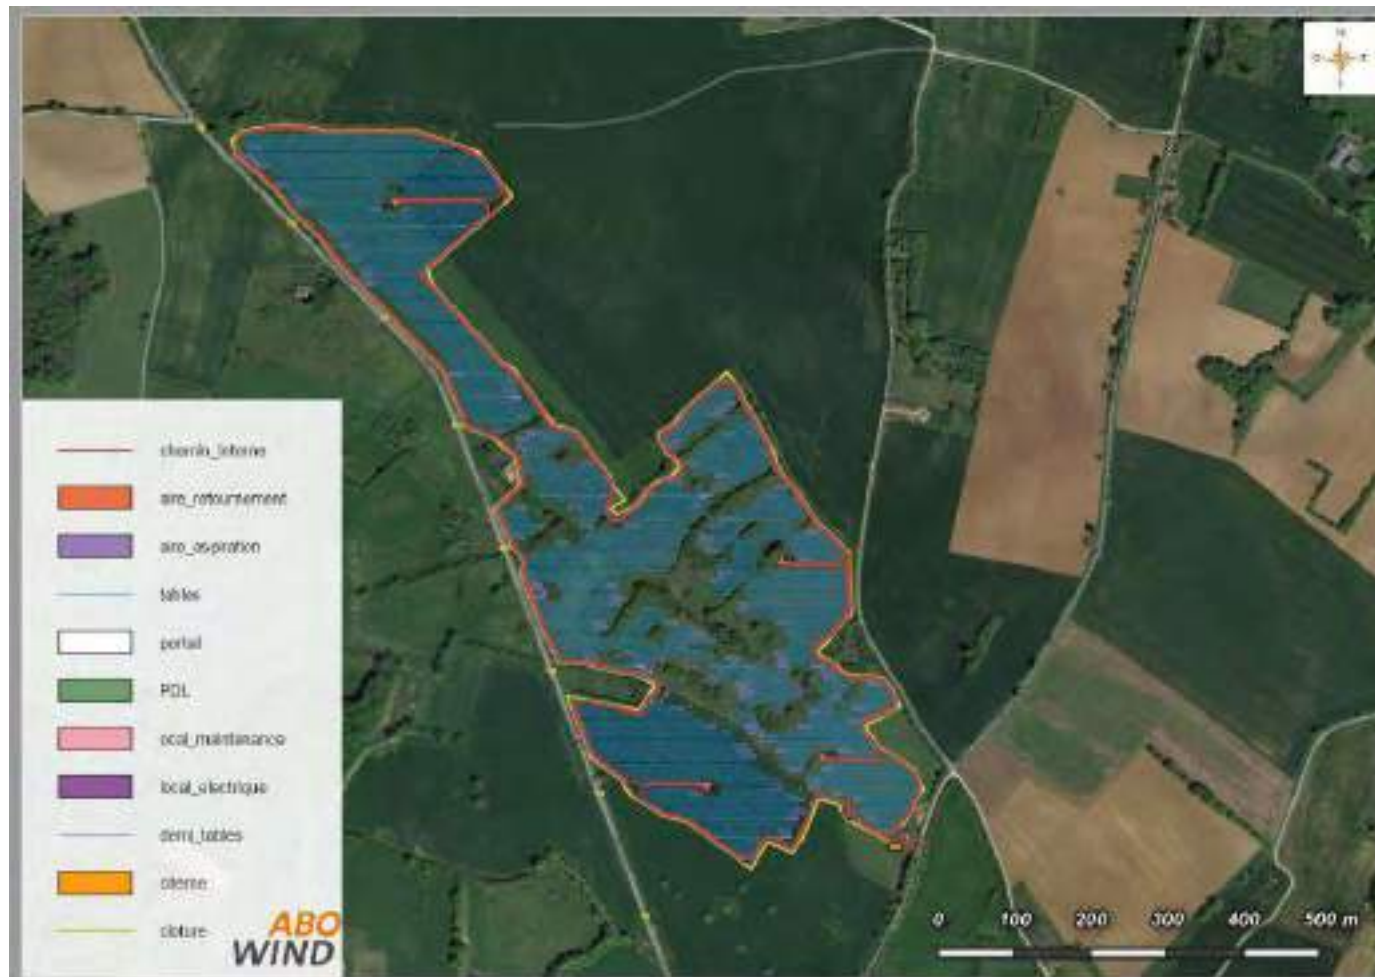 N
O E
chemin_interne
aire_retournement
aire_aspiration
tables
portail
PDL
ocal_maintenance
local_electrique
demi_tables
citerne
cloture
ABO
WIND
0 100 200 300 400 500 m